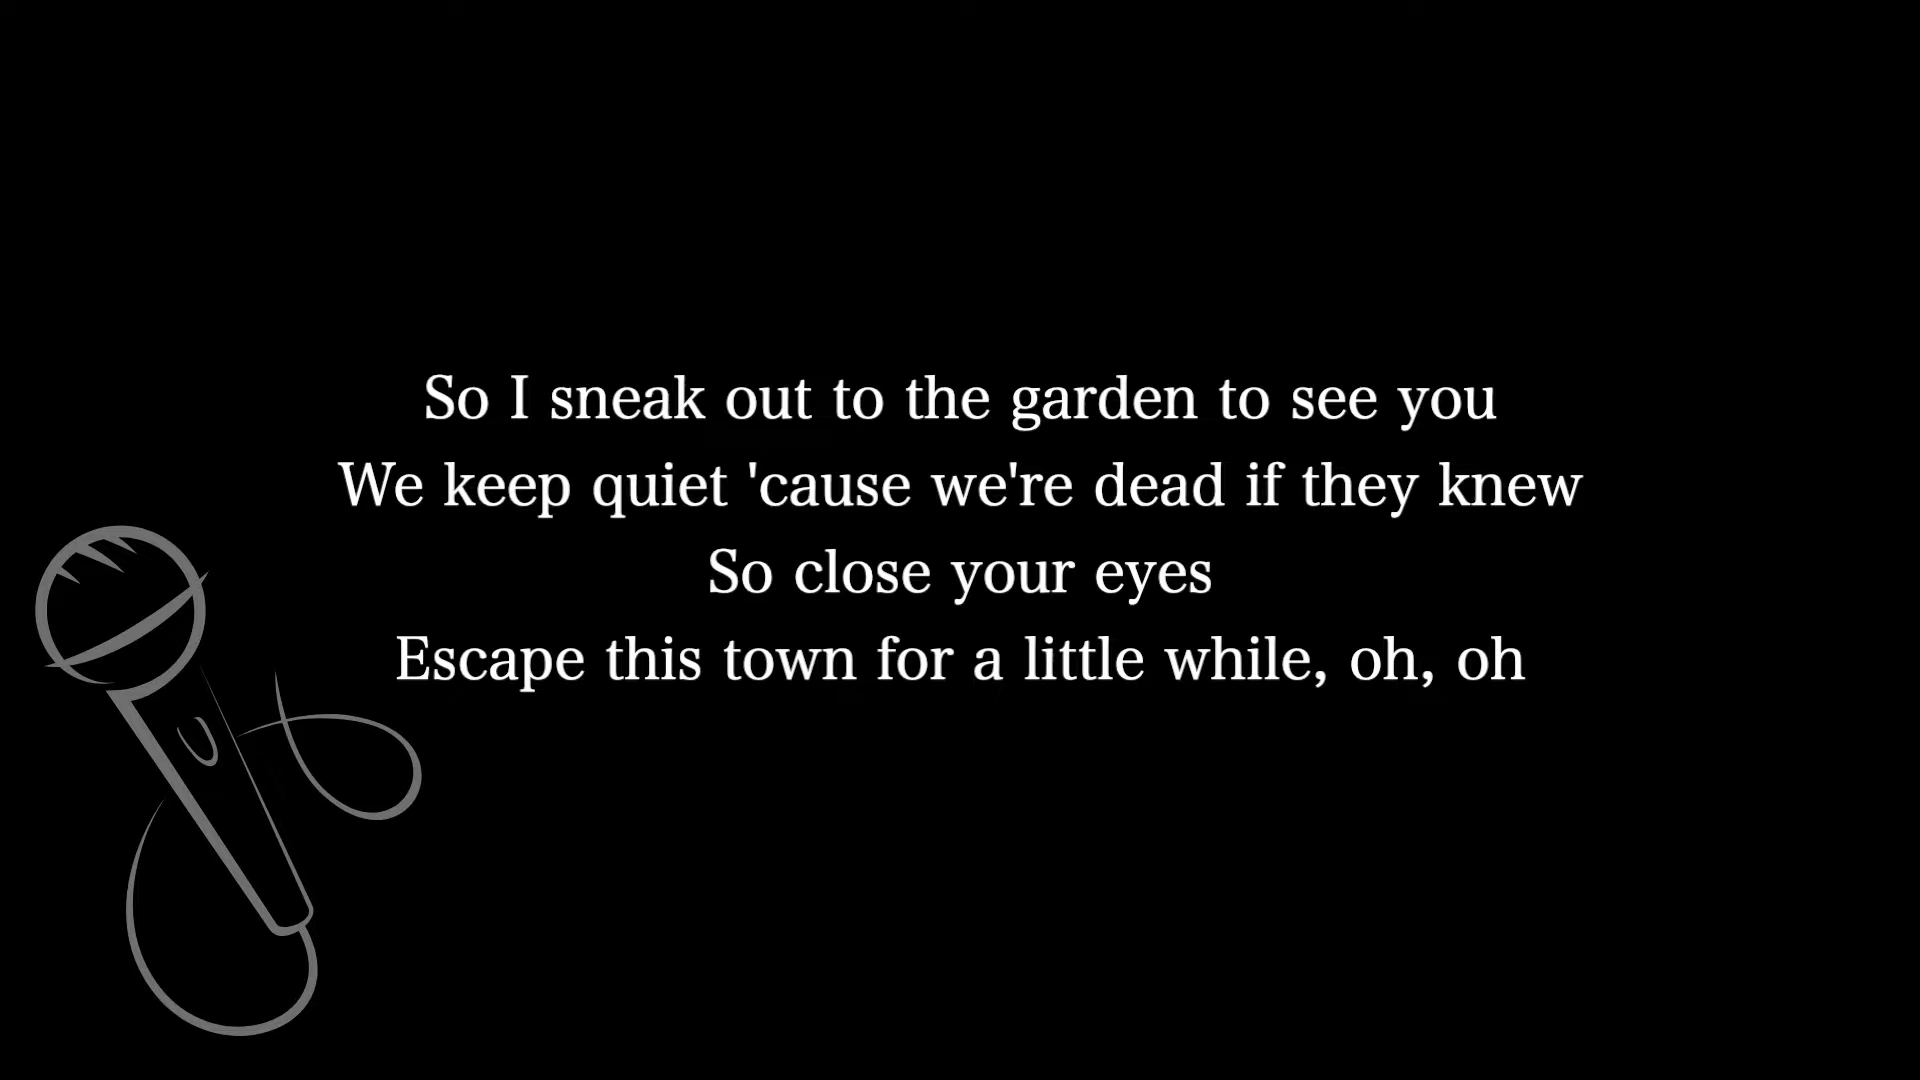 So I sneak out to the garden to see you
We keep quiet 'cause we're dead if they knew
So close your eyes
Escape this town for a little while, oh, oh